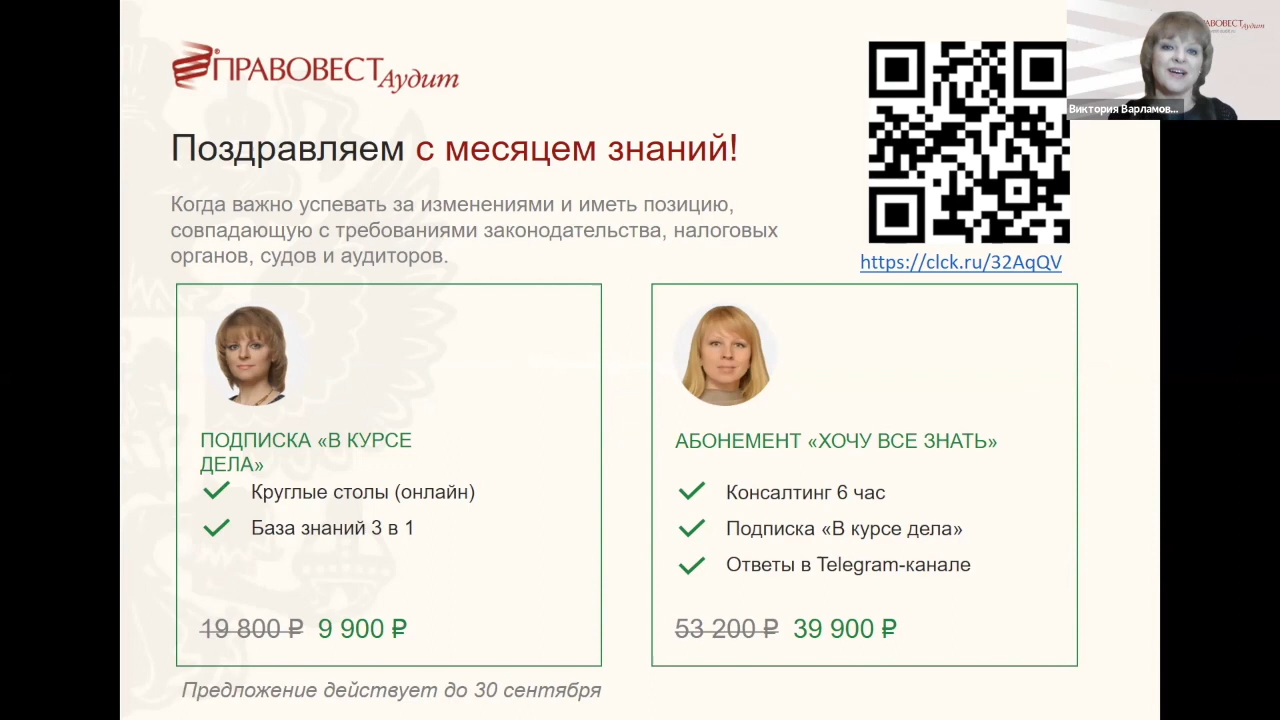 ПРАВОВЕСТ Аудит
Поздравляем с месяцем знаний!
Когда важно успевать за изменениями и иметь позицию,
совпадающую с требованиями законодательства, налоговых
органов, судов и аудиторов.
https://clck.ru/32AqQV
Виктория Варламов...
ПОДПИСКА «В КУРСЕ
ДЕЛА»
Круглые столы (онлайн)
База знаний 3 в 1
19 800 ₽ 9 900 ₽
АБОНЕМЕНТ «ХОЧУ ВСЕ ЗНАТЬ»
Консалтинг 6 час
Подписка «В курсе дела»
Ответы в Telegram-канале
53 200 ₽ 39 900 ₽
Предложение действует до 30 сентября